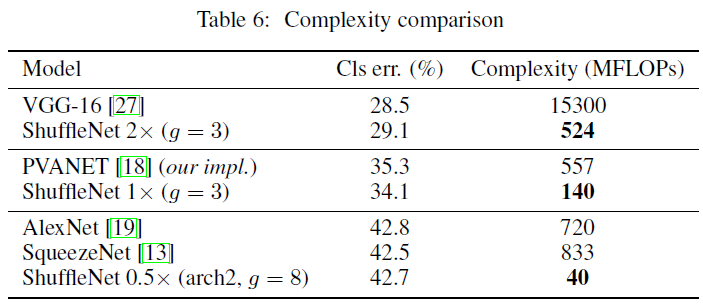 Table 6: Complexity comparison
Model Cls err. (%) Complexity (MFLOPs)
VGG-16 [27] 28.5 15300
ShuffleNet 2× (g = 3) 29.1 524
PVANET [18] (our impl.) 35.3 557
ShuffleNet 1× (g = 3) 34.1 140
AlexNet [19] 42.8 720
SqueezeNet [13] 42.5 833
ShuffleNet 0.5× (arch2, g = 8) 42.7 40